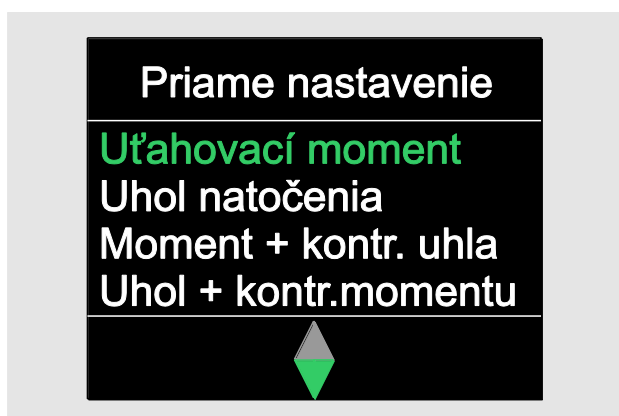 Priame nastavenie
Uťahovací moment
Uhol natočenia
Moment + kontr. uhla
Uhol + kontr.momentu